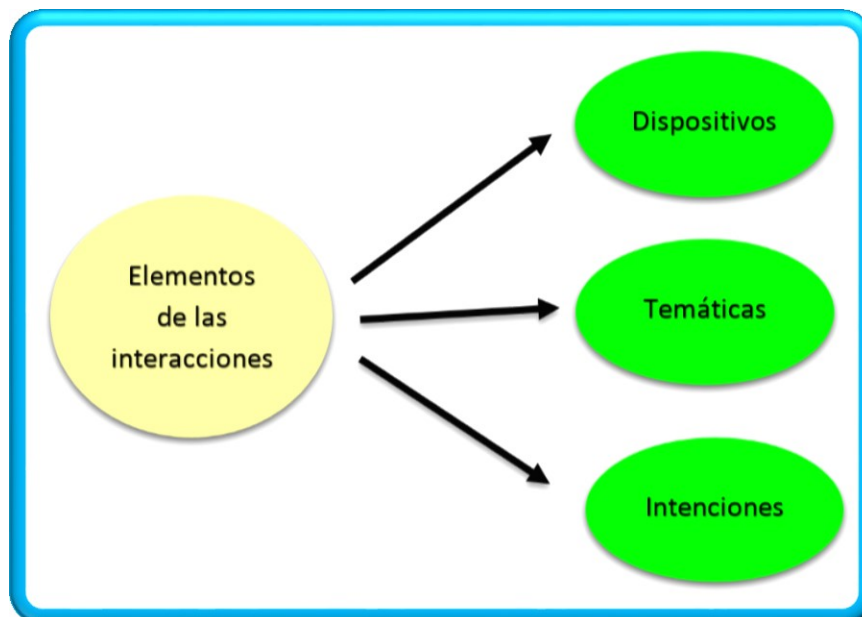 Elementos
de las
interacciones
Dispositivos
Temáticas
Intenciones